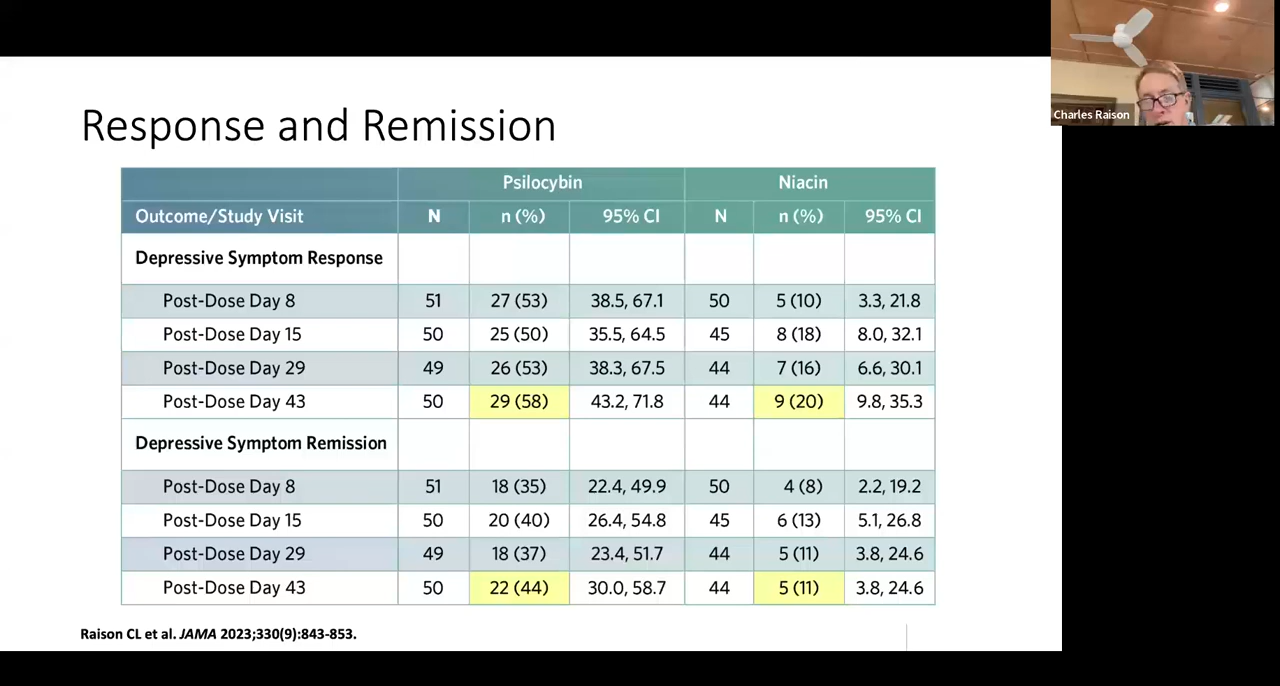 Charles Raison
Response and Remission
Psilocybin Niacin
Outcome/Study Visit N n (%) 95% CI N n (%) 95% CI
Depressive Symptom Response
Post-Dose Day 8 51 27 (53) 38.5, 67.1 50 5 (10) 3.3, 21.8
Post-Dose Day 15 50 25 (50) 35.5, 64.5 45 8 (18) 8.0, 32.1
Post-Dose Day 29 49 26 (53) 38.3, 67.5 44 7 (16) 6.6, 30.1
Post-Dose Day 43 50 29 (58) 43.2, 71.8 44 9 (20) 9.8, 35.3
Depressive Symptom Remission
Post-Dose Day 8 51 18 (35) 22.4, 49.9 50 4 (8) 2.2, 19.2
Post-Dose Day 15 50 20 (40) 26.4, 54.8 45 6 (13) 5.1, 26.8
Post-Dose Day 29 49 18 (37) 23.4, 51.7 44 5 (11) 3.8, 24.6
Post-Dose Day 43 50 22 (44) 30.0, 58.7 44 5 (11) 3.8, 24.6
Raison CL et al. JAMA 2023;330(9):843-853.